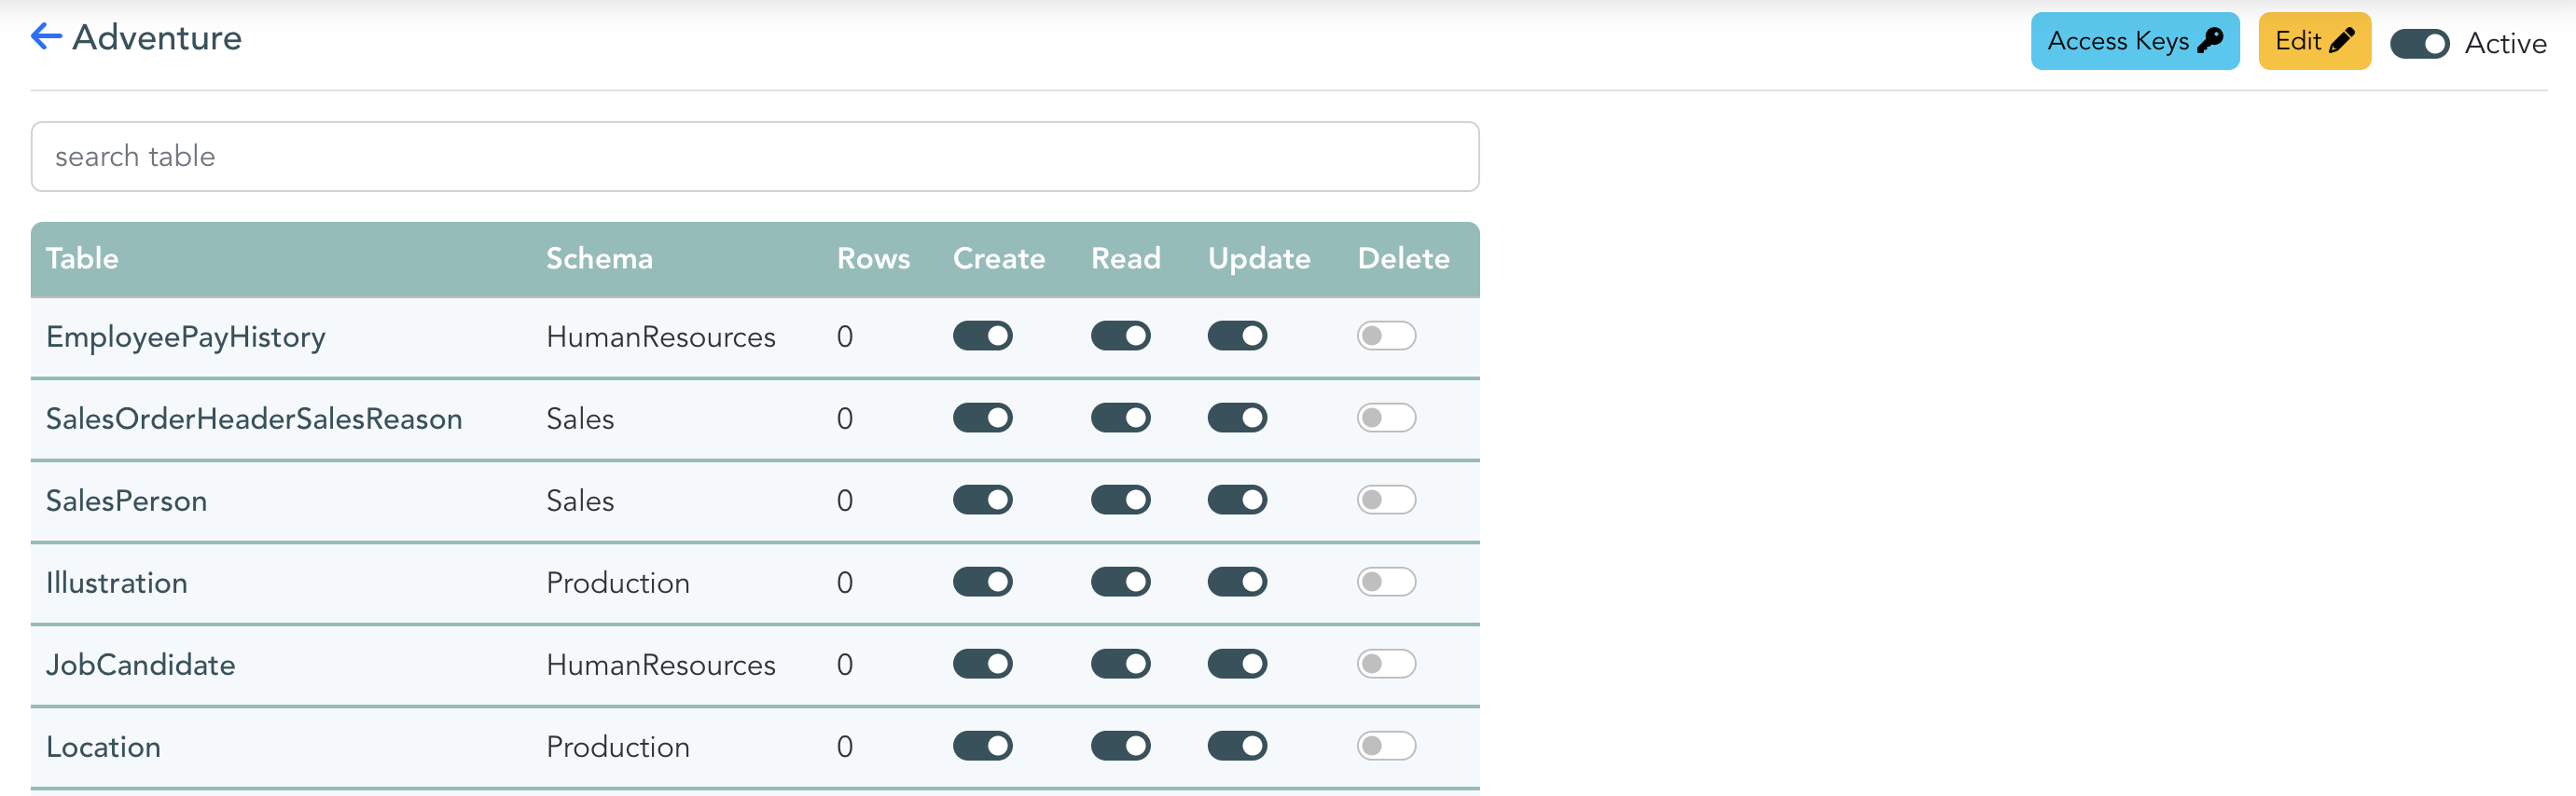 Adventure
Access Keys Edit Active
search table
Table Schema Rows Create Read Update Delete
EmployeePayHistory HumanResources 0
SalesOrderHeaderSalesReason Sales 0
SalesPerson Sales 0
Illustration Production 0
JobCandidate HumanResources 0
Location Production 0